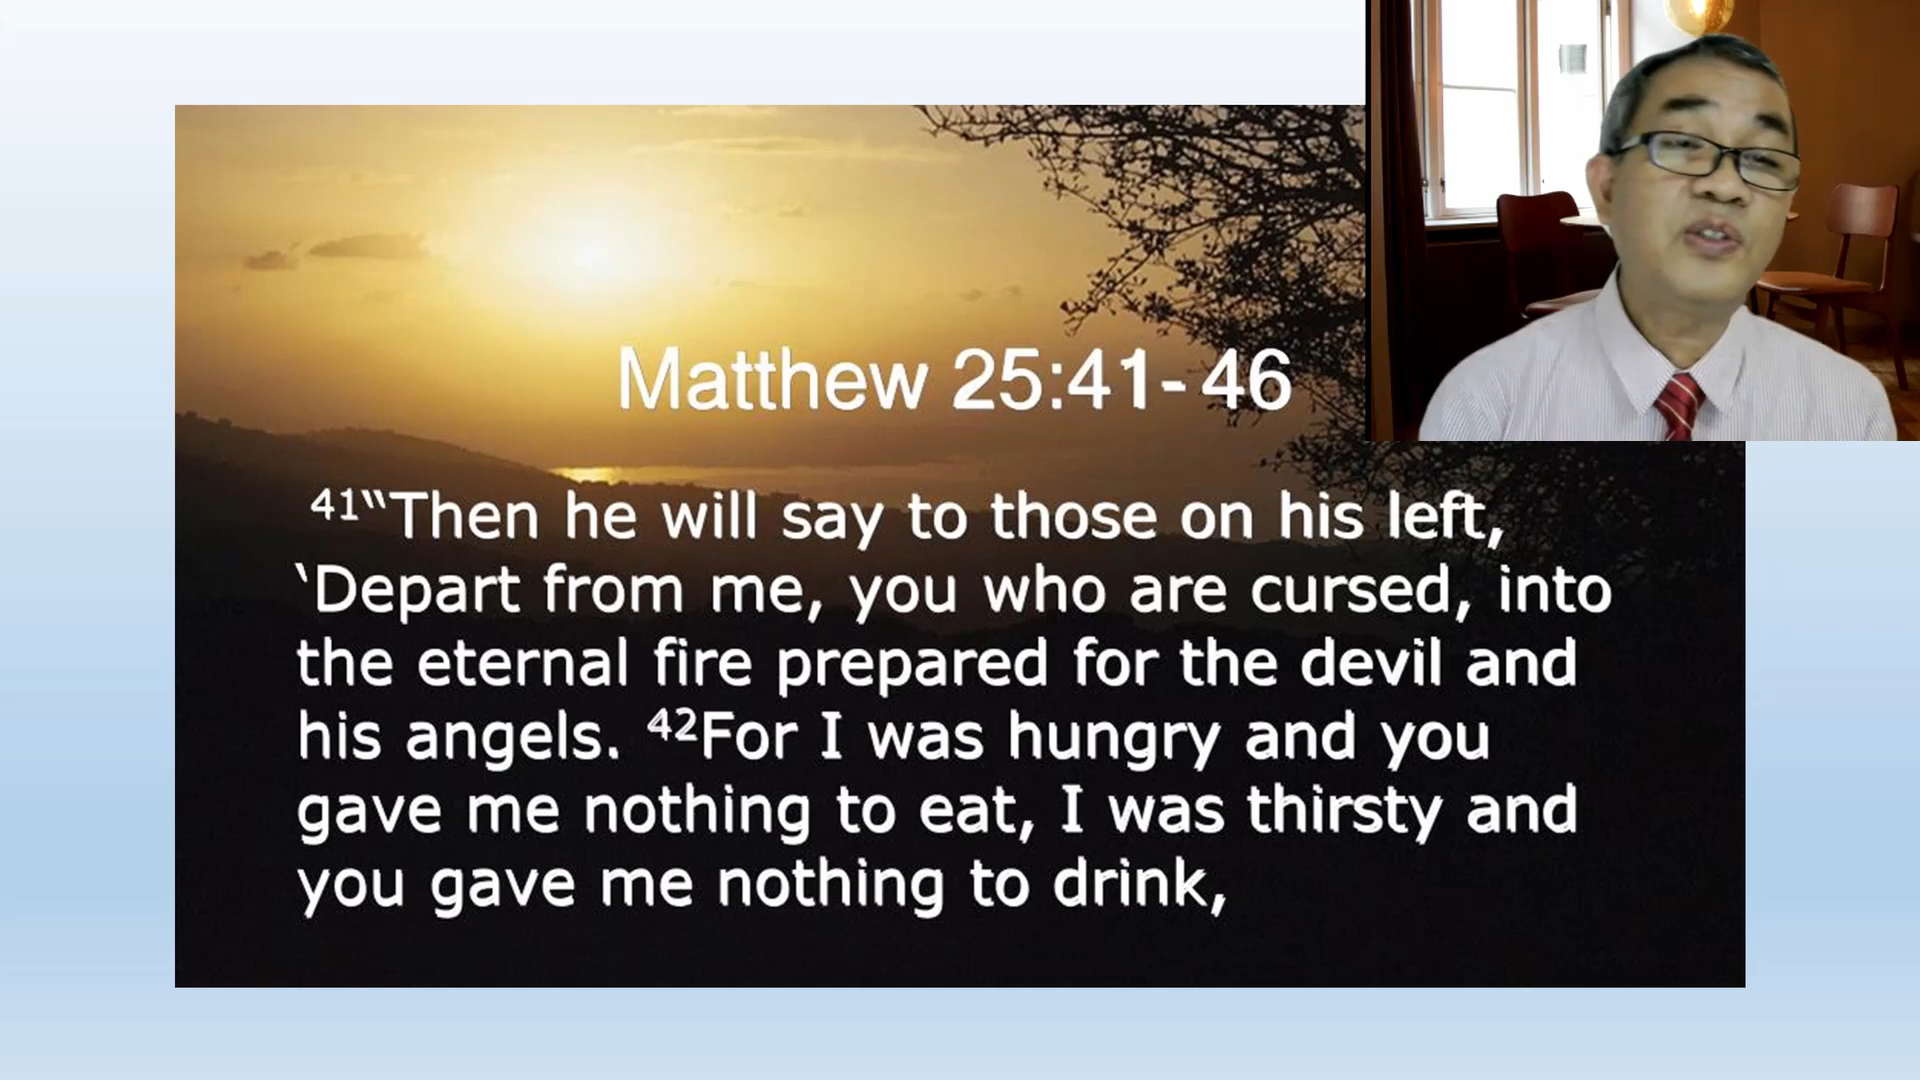 Matthew 25:41-46
41“Then he will say to those on his left,
‘Depart from me, you who are cursed, into
the eternal fire prepared for the devil and
his angels. 42For I was hungry and you
gave me nothing to eat, I was thirsty and
you gave me nothing to drink,